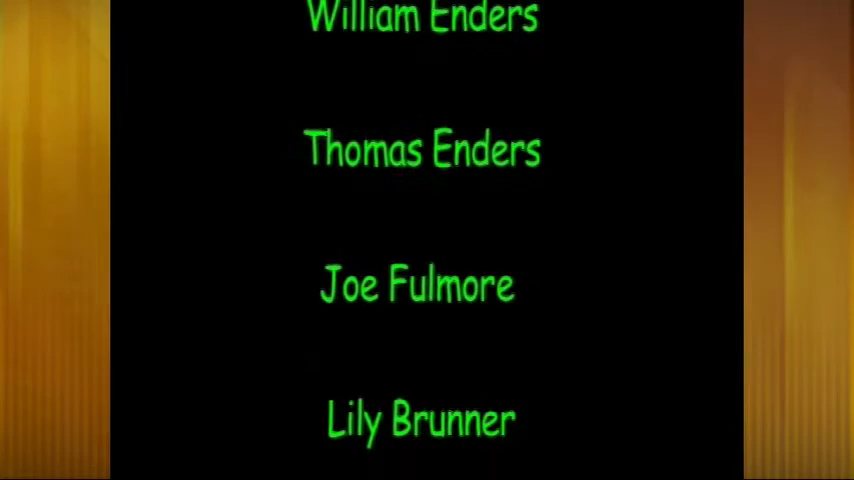 William Enders
Thomas Enders
Joe Fulmore
Lily Brunner